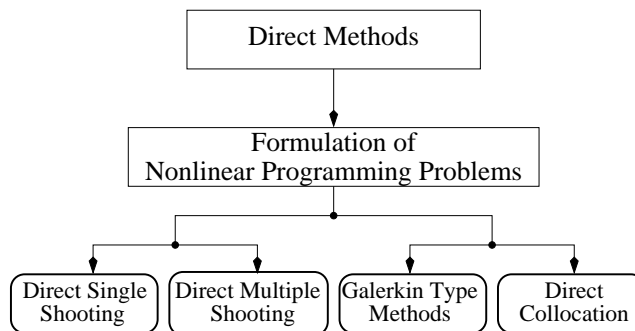 Direct Methods
Formulation of
Nonlinear Programming Problems
Direct Single
Shooting
Direct Multiple
Shooting
Galerkin Type
Methods
Direct
Collocation